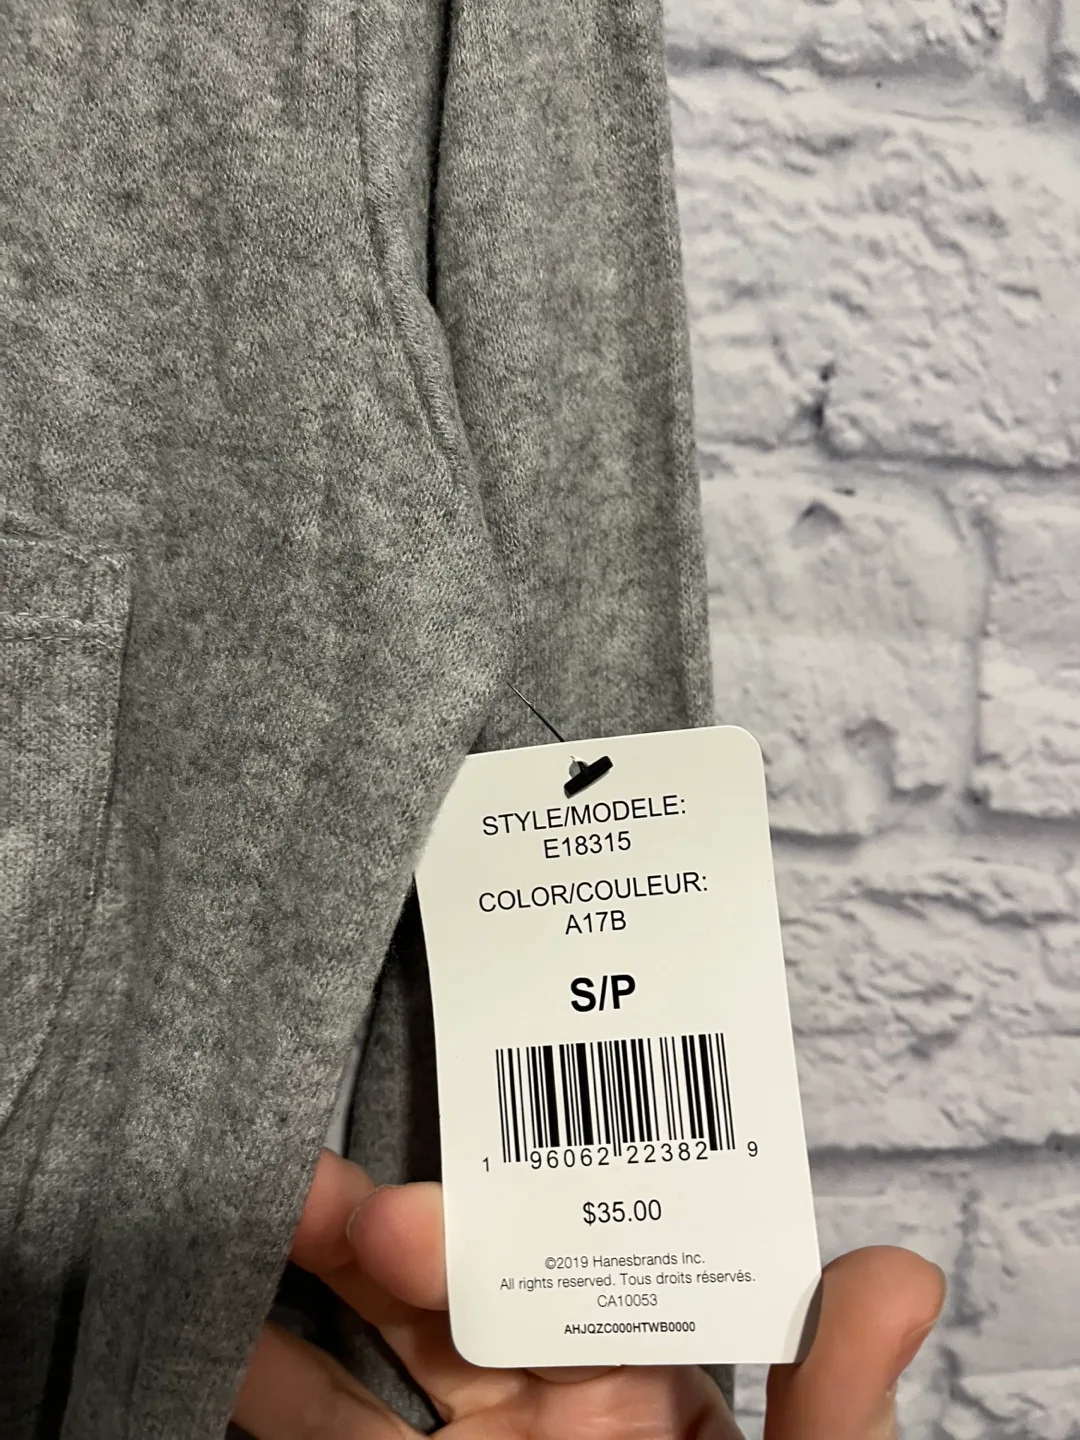 STYLE/MODELE:
E18315
COLOR/COULEUR:
A17B
S/P
1 96062 22382 9
$35.00
©2019 Hanesbrands Inc.
All rights reserved. Tous droits réservés.
CA10053
AHJQZC000HTWB0000